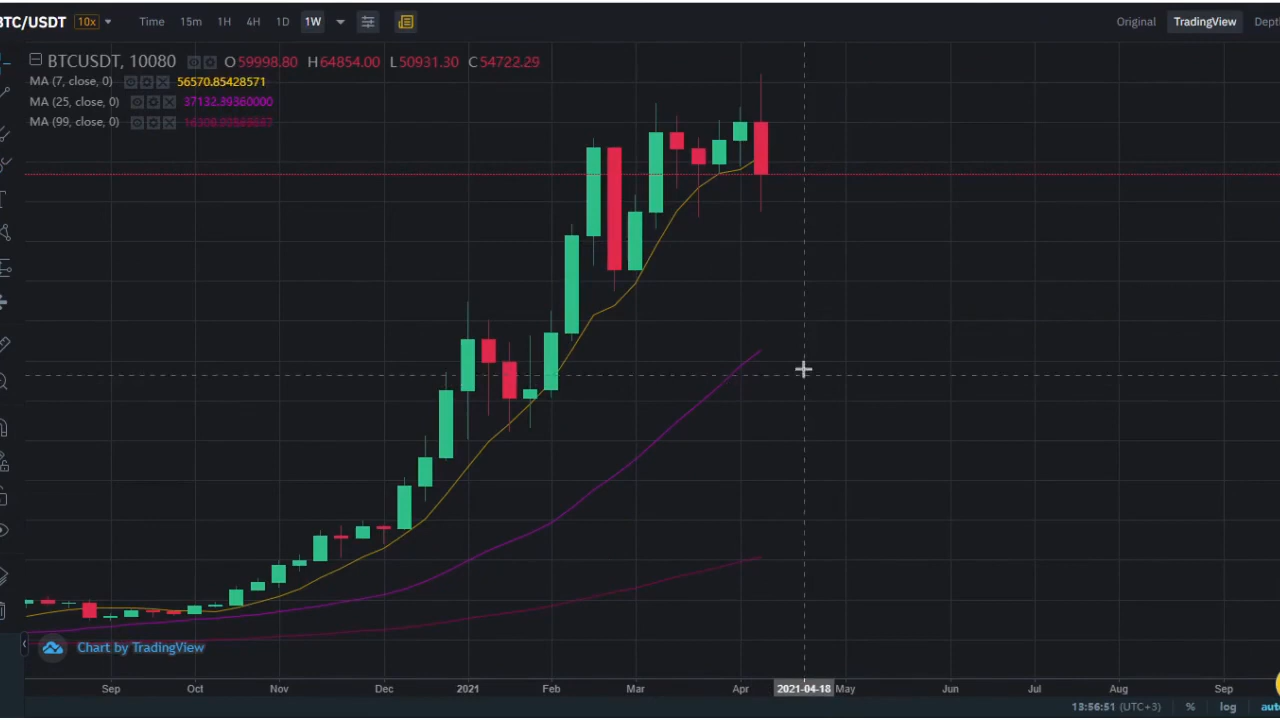 BTC/USDT 10x Time 15m 1H 4H 1D 1W Original TradingView Dept
BTCUSDT, 10080 O 59998.80 H 64854.00 L 50931.30 C 54722.29
MA (7, close, 0) 56570.85428571
MA (25, close, 0) 37132.39360000
MA (99, close, 0)
Chart by TradingView
Sep Oct Nov Dec 2021 Feb Mar Apr 2021-04-18 May Jun Jul Aug Sep
13:56:51 (UTC+3) % log auto